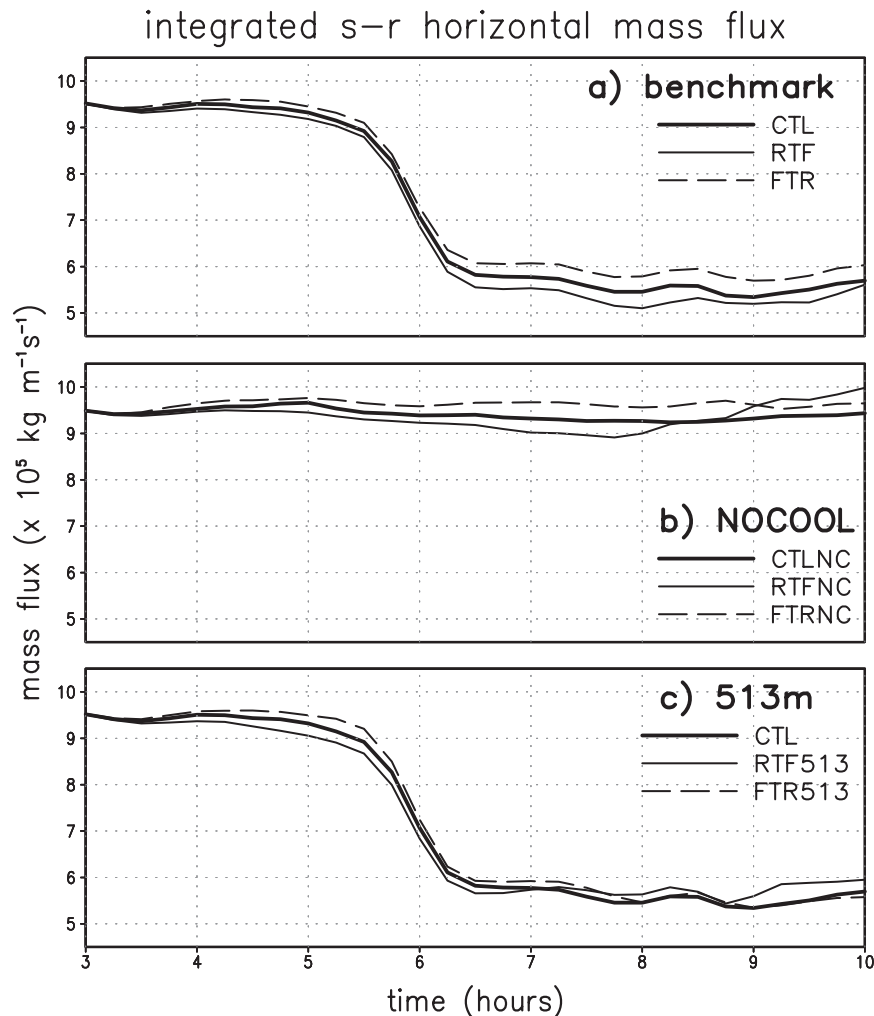 integrated s-r horizontal mass flux
mass flux (x 10⁵ kg m⁻¹s⁻¹)
10
9
8
7
6
5
a) benchmark
CTL
RTF
FTR
10
9
8
7
6
5
b) NOCOOL
CTLNC
RTFNC
FTRNC
10
9
8
7
6
5
c) 513m
CTL
RTF513
FTR513
3 4 5 6 7 8 9 10
time (hours)